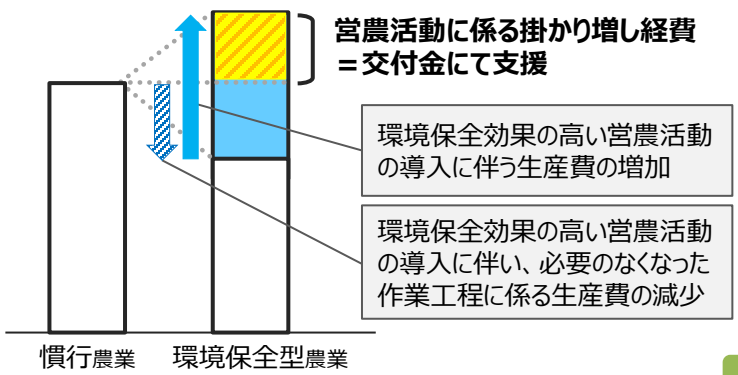 営農活動に係る掛かり増し経費
＝交付金にて支援
環境保全効果の高い営農活動
の導入に伴う生産費の増加
環境保全効果の高い営農活動
の導入に伴い、必要のなくなった
作業工程に係る生産費の減少
慣行農業
環境保全型農業